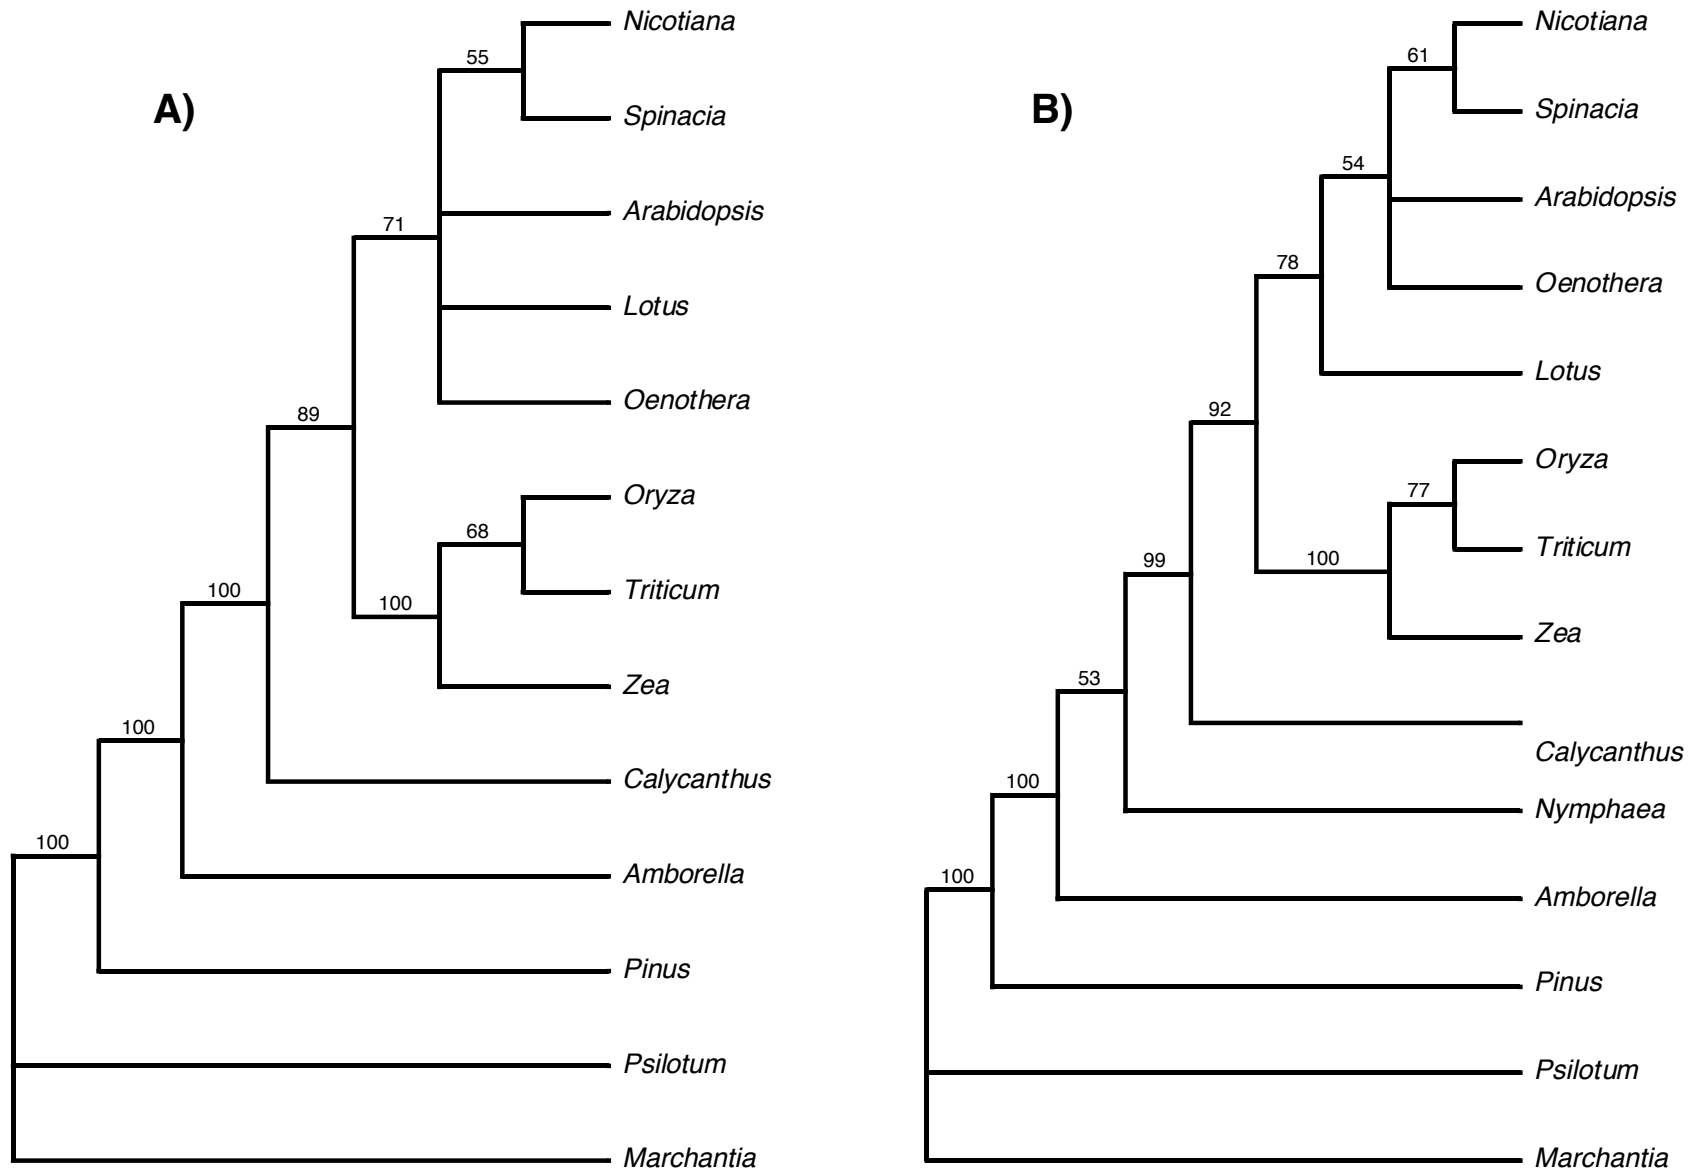 A)
Nicotiana
55
Spinacia
Arabidopsis
71
Lotus
Oenothera
89
Oryza
68
Triticum
100
100
Zea
100
Calycanthus
100
Amborella
Pinus
Psilotum
Marchantia
B)
Nicotiana
61
Spinacia
54
Arabidopsis
78
Oenothera
Lotus
92
Oryza
77
Triticum
99
100
Zea
53
Calycanthus
100
Nymphaea
100
Amborella
Pinus
Psilotum
Marchantia